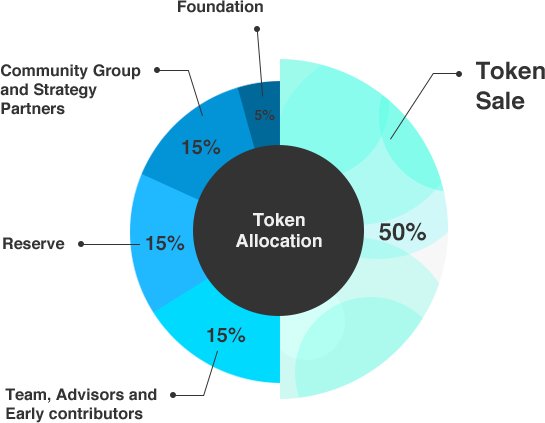 Foundation
Community Group
and Strategy
Partners
Token
Sale
5%
15%
Reserve
15%
Token
Allocation
50%
15%
Team, Advisors and
Early contributors